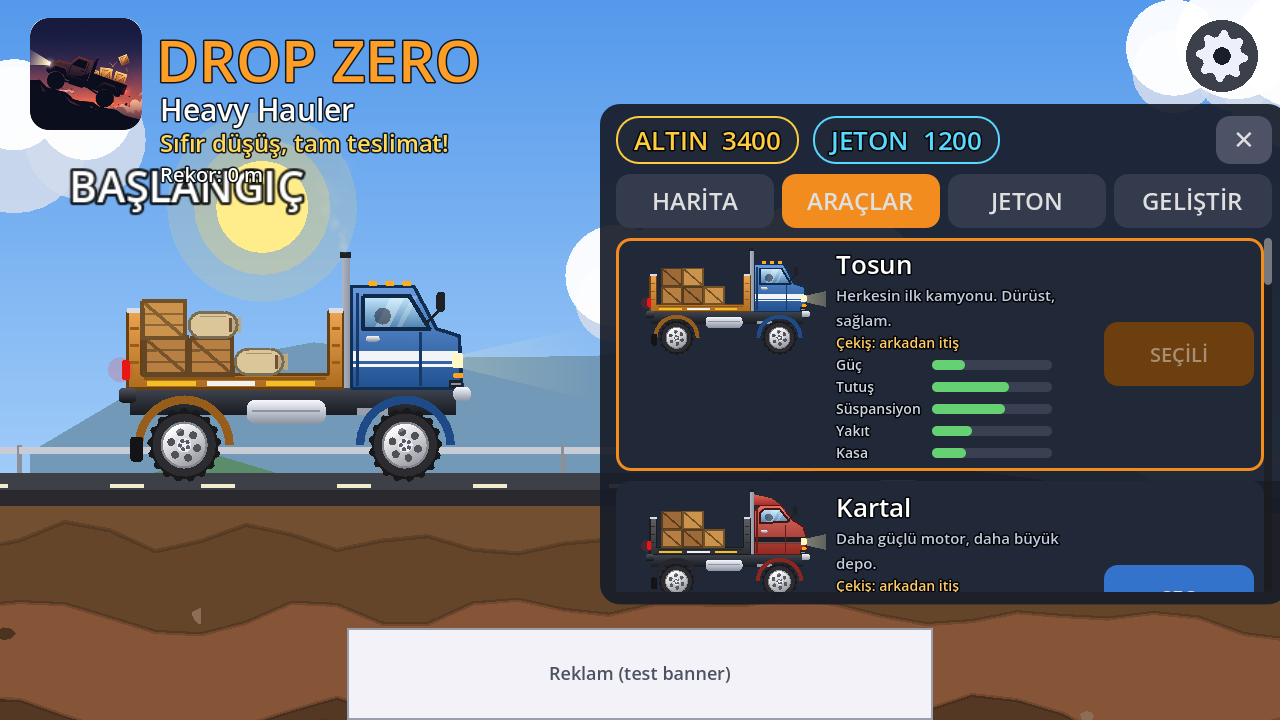 DROP ZERO
Heavy Hauler
Sıfır düşüş, tam teslimat!
Rekor: 0 m
BAŞLANGIÇ
ALTIN 3400
JETON 1200
✕
HARİTA
ARAÇLAR
JETON
GELİŞTİR
Tosun
Herkesin ilk kamyonu. Dürüst,
sağlam.
Çekiş: arkadan itiş
Güç
Tutuş
Süspansiyon
Yakıt
Kasa
SEÇİLİ
Kartal
Daha güçlü motor, daha büyük
depo.
Çekiş: arkadan itiş
Reklam (test banner)